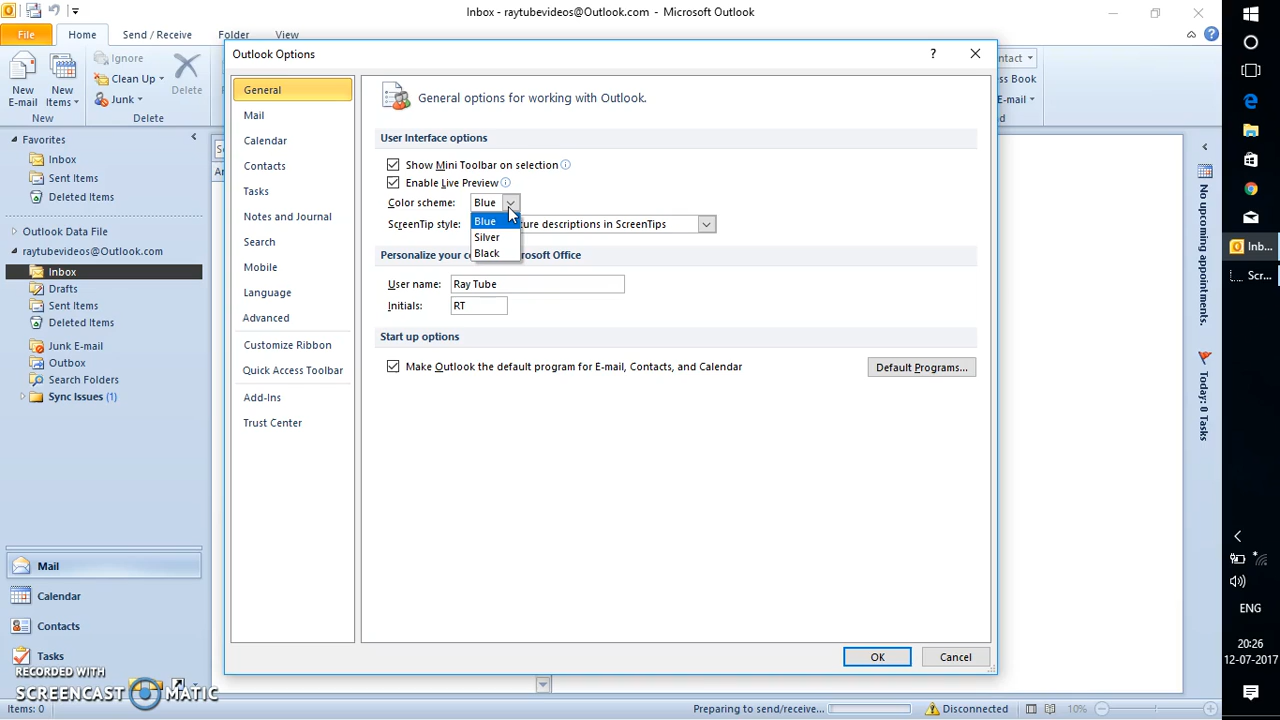 Inbox - raytubevideos@Outlook.com - Microsoft Outlook
File Home Send / Receive Folder View
New E-mail
New Items
Ignore
Clean Up
Junk
Delete
New
Delete
Favorites
Inbox
Sent Items
Deleted Items
Outlook Data File
raytubevideos@Outlook.com
Inbox
Drafts
Sent Items
Deleted Items
Junk E-mail
Outbox
Search Folders
Sync Issues (1)
Mail
Calendar
Contacts
Tasks
RECORDED WITH
SCREENCAST MATIC
Items: 0
Outlook Options
?
General
Mail
Calendar
Contacts
Tasks
Notes and Journal
Search
Mobile
Language
Advanced
Customize Ribbon
Quick Access Toolbar
Add-Ins
Trust Center
General options for working with Outlook.
User Interface options
Show Mini Toolbar on selection
Enable Live Preview
Color scheme: Blue
Blue
Silver
Black
ScreenTip style: ture descriptions in ScreenTips
Personalize your c rosoft Office
User name: Ray Tube
Initials: RT
Start up options
Make Outlook the default program for E-mail, Contacts, and Calendar
Default Programs...
OK Cancel
ntact
ss Book
E-mail
d
No upcoming appointments.
Today: 0 Tasks
Preparing to send/receive...
Disconnected
10%
Inb...
Scr...
ENG
20:26
12-07-2017